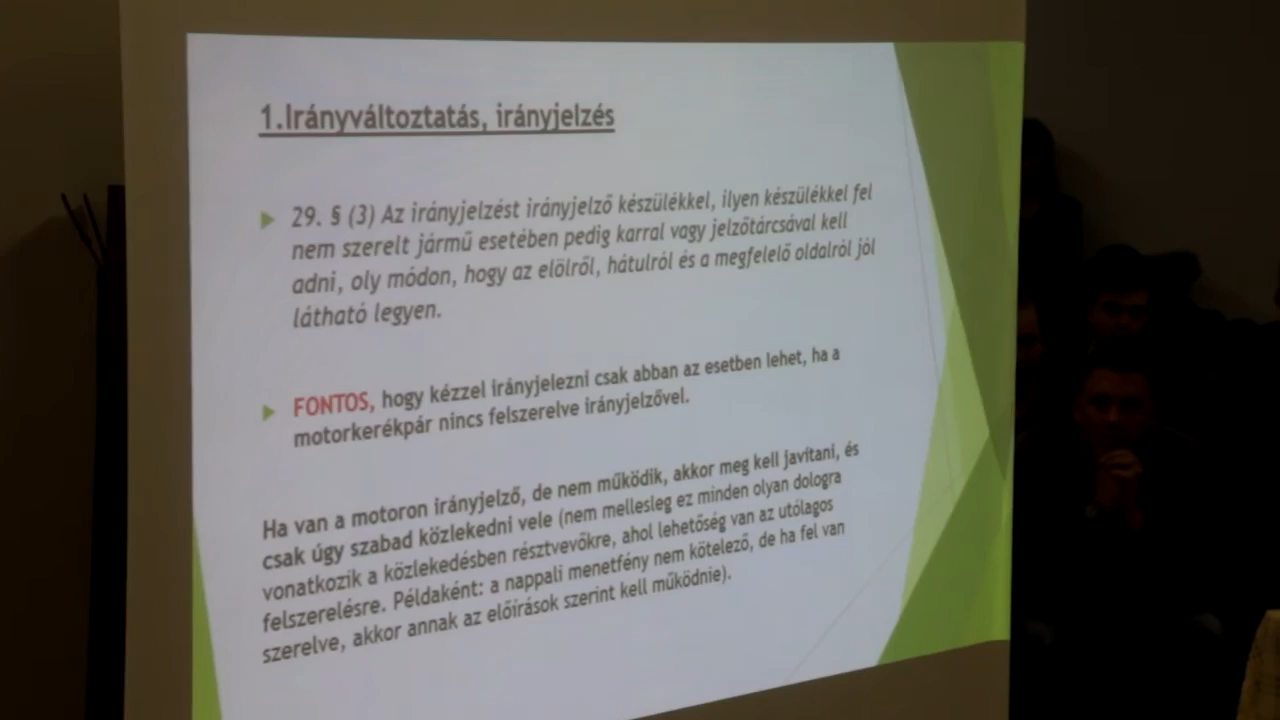 1.Irányváltoztatás, irányjelzés
29. § (3) Az irányjelzést irányjelző készülékkel, ilyen készülékkel fel
nem szerelt jármű esetében pedig karral vagy jelzőtárcsával kell
adni, oly módon, hogy az elölről, hátulról és a megfelelő oldalról jól
látható legyen.
FONTOS, hogy kézzel irányjelezni csak abban az esetben lehet, ha a
motorkerékpár nincs felszerelve irányjelzővel.
Ha van a motoron irányjelző, de nem működik, akkor meg kell javítani, és
csak úgy szabad közlekedni vele (nem mellesleg ez minden olyan dologra
vonatkozik a közlekedésben résztvevőkre, ahol lehetőség van az utólagos
felszerelésre. Példaként: a nappali menetfény nem kötelező, de ha fel van
szerelve, akkor annak az előírások szerint kell működnie).